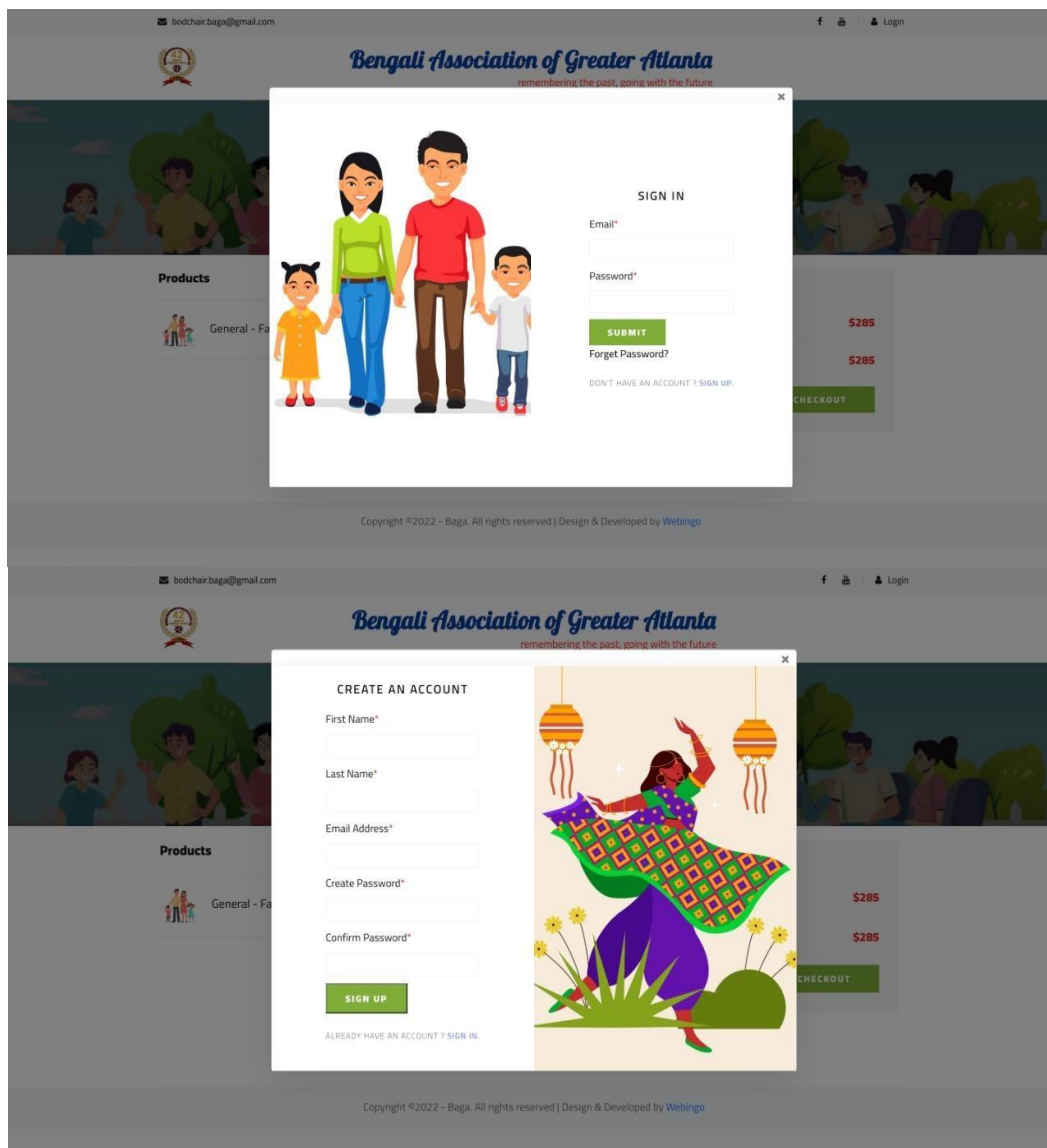 bodchair.baga@gmail.com
Login
42
Bengali Association of Greater Atlanta
remembering the past, going with the future
SIGN IN
Email*
Password*
SUBMIT
Forget Password?
DON'T HAVE AN ACCOUNT ? SIGN UP.
Products
General - Fa
$285
$285
CHECKOUT
Copyright ©2022 - Baga. All rights reserved | Design & Developed by Webingo
bodchair.baga@gmail.com
Login
42
Bengali Association of Greater Atlanta
remembering the past, going with the future
CREATE AN ACCOUNT
First Name*
Last Name*
Email Address*
Create Password*
Confirm Password*
SIGN UP
ALREADY HAVE AN ACCOUNT ? SIGN IN.
Products
General - Fa
$285
$285
CHECKOUT
Copyright ©2022 - Baga. All rights reserved | Design & Developed by Webingo